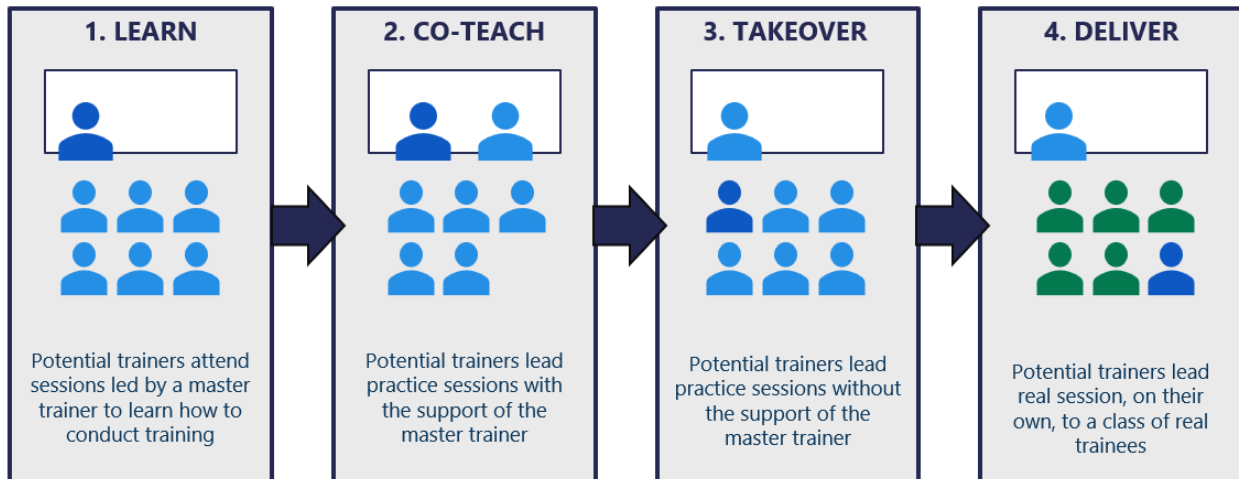 1. LEARN
Potential trainers attend
sessions led by a master
trainer to learn how to
conduct training
2. CO-TEACH
Potential trainers lead
practice sessions with
the support of the
master trainer
3. TAKEOVER
Potential trainers lead
practice sessions without
the support of the
master trainer
4. DELIVER
Potential trainers lead
real session, on their
own, to a class of real
trainees